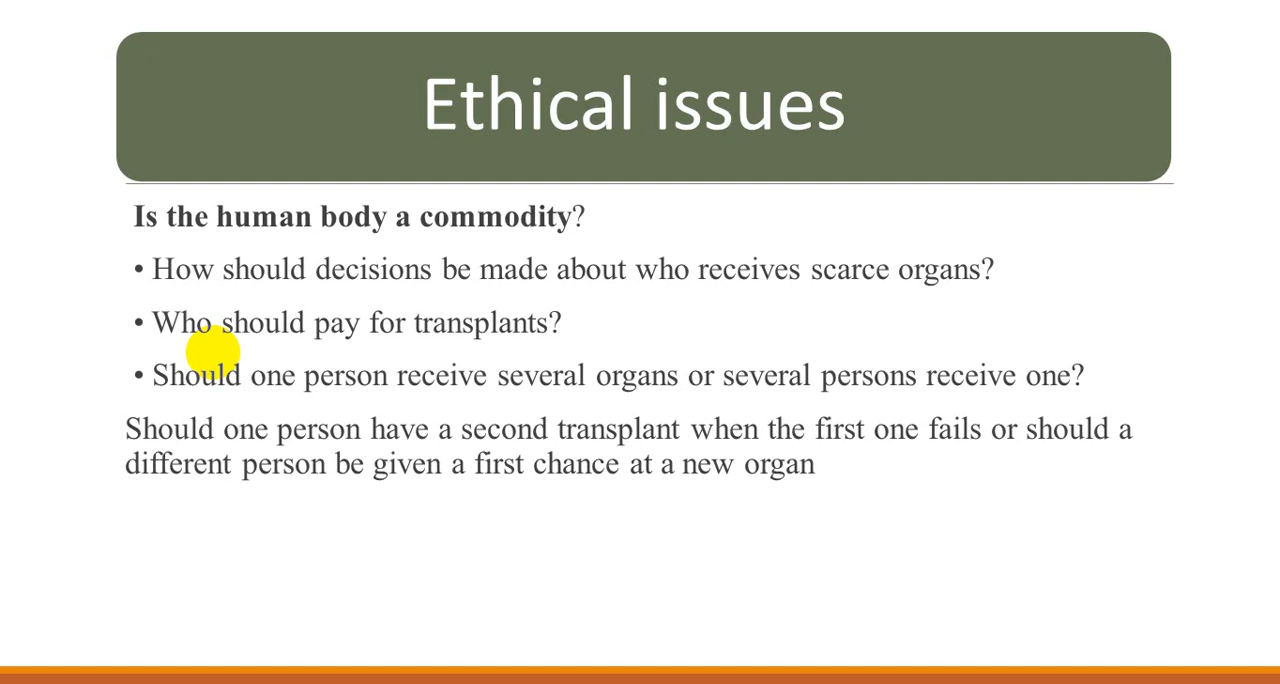 Ethical issues
Is the human body a commodity?
• How should decisions be made about who receives scarce organs?
• Who should pay for transplants?
• Should one person receive several organs or several persons receive one?
Should one person have a second transplant when the first one fails or should a
different person be given a first chance at a new organ